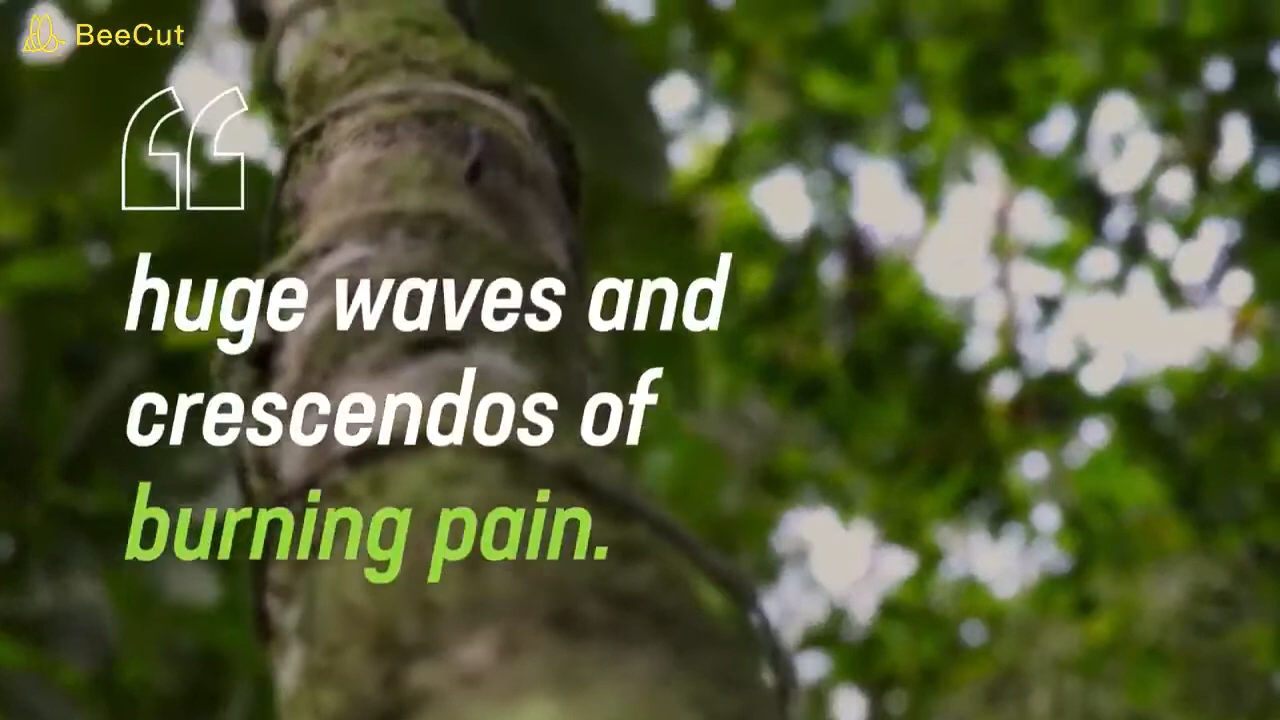 BeeCut
“
huge waves and
crescendos of
burning pain.